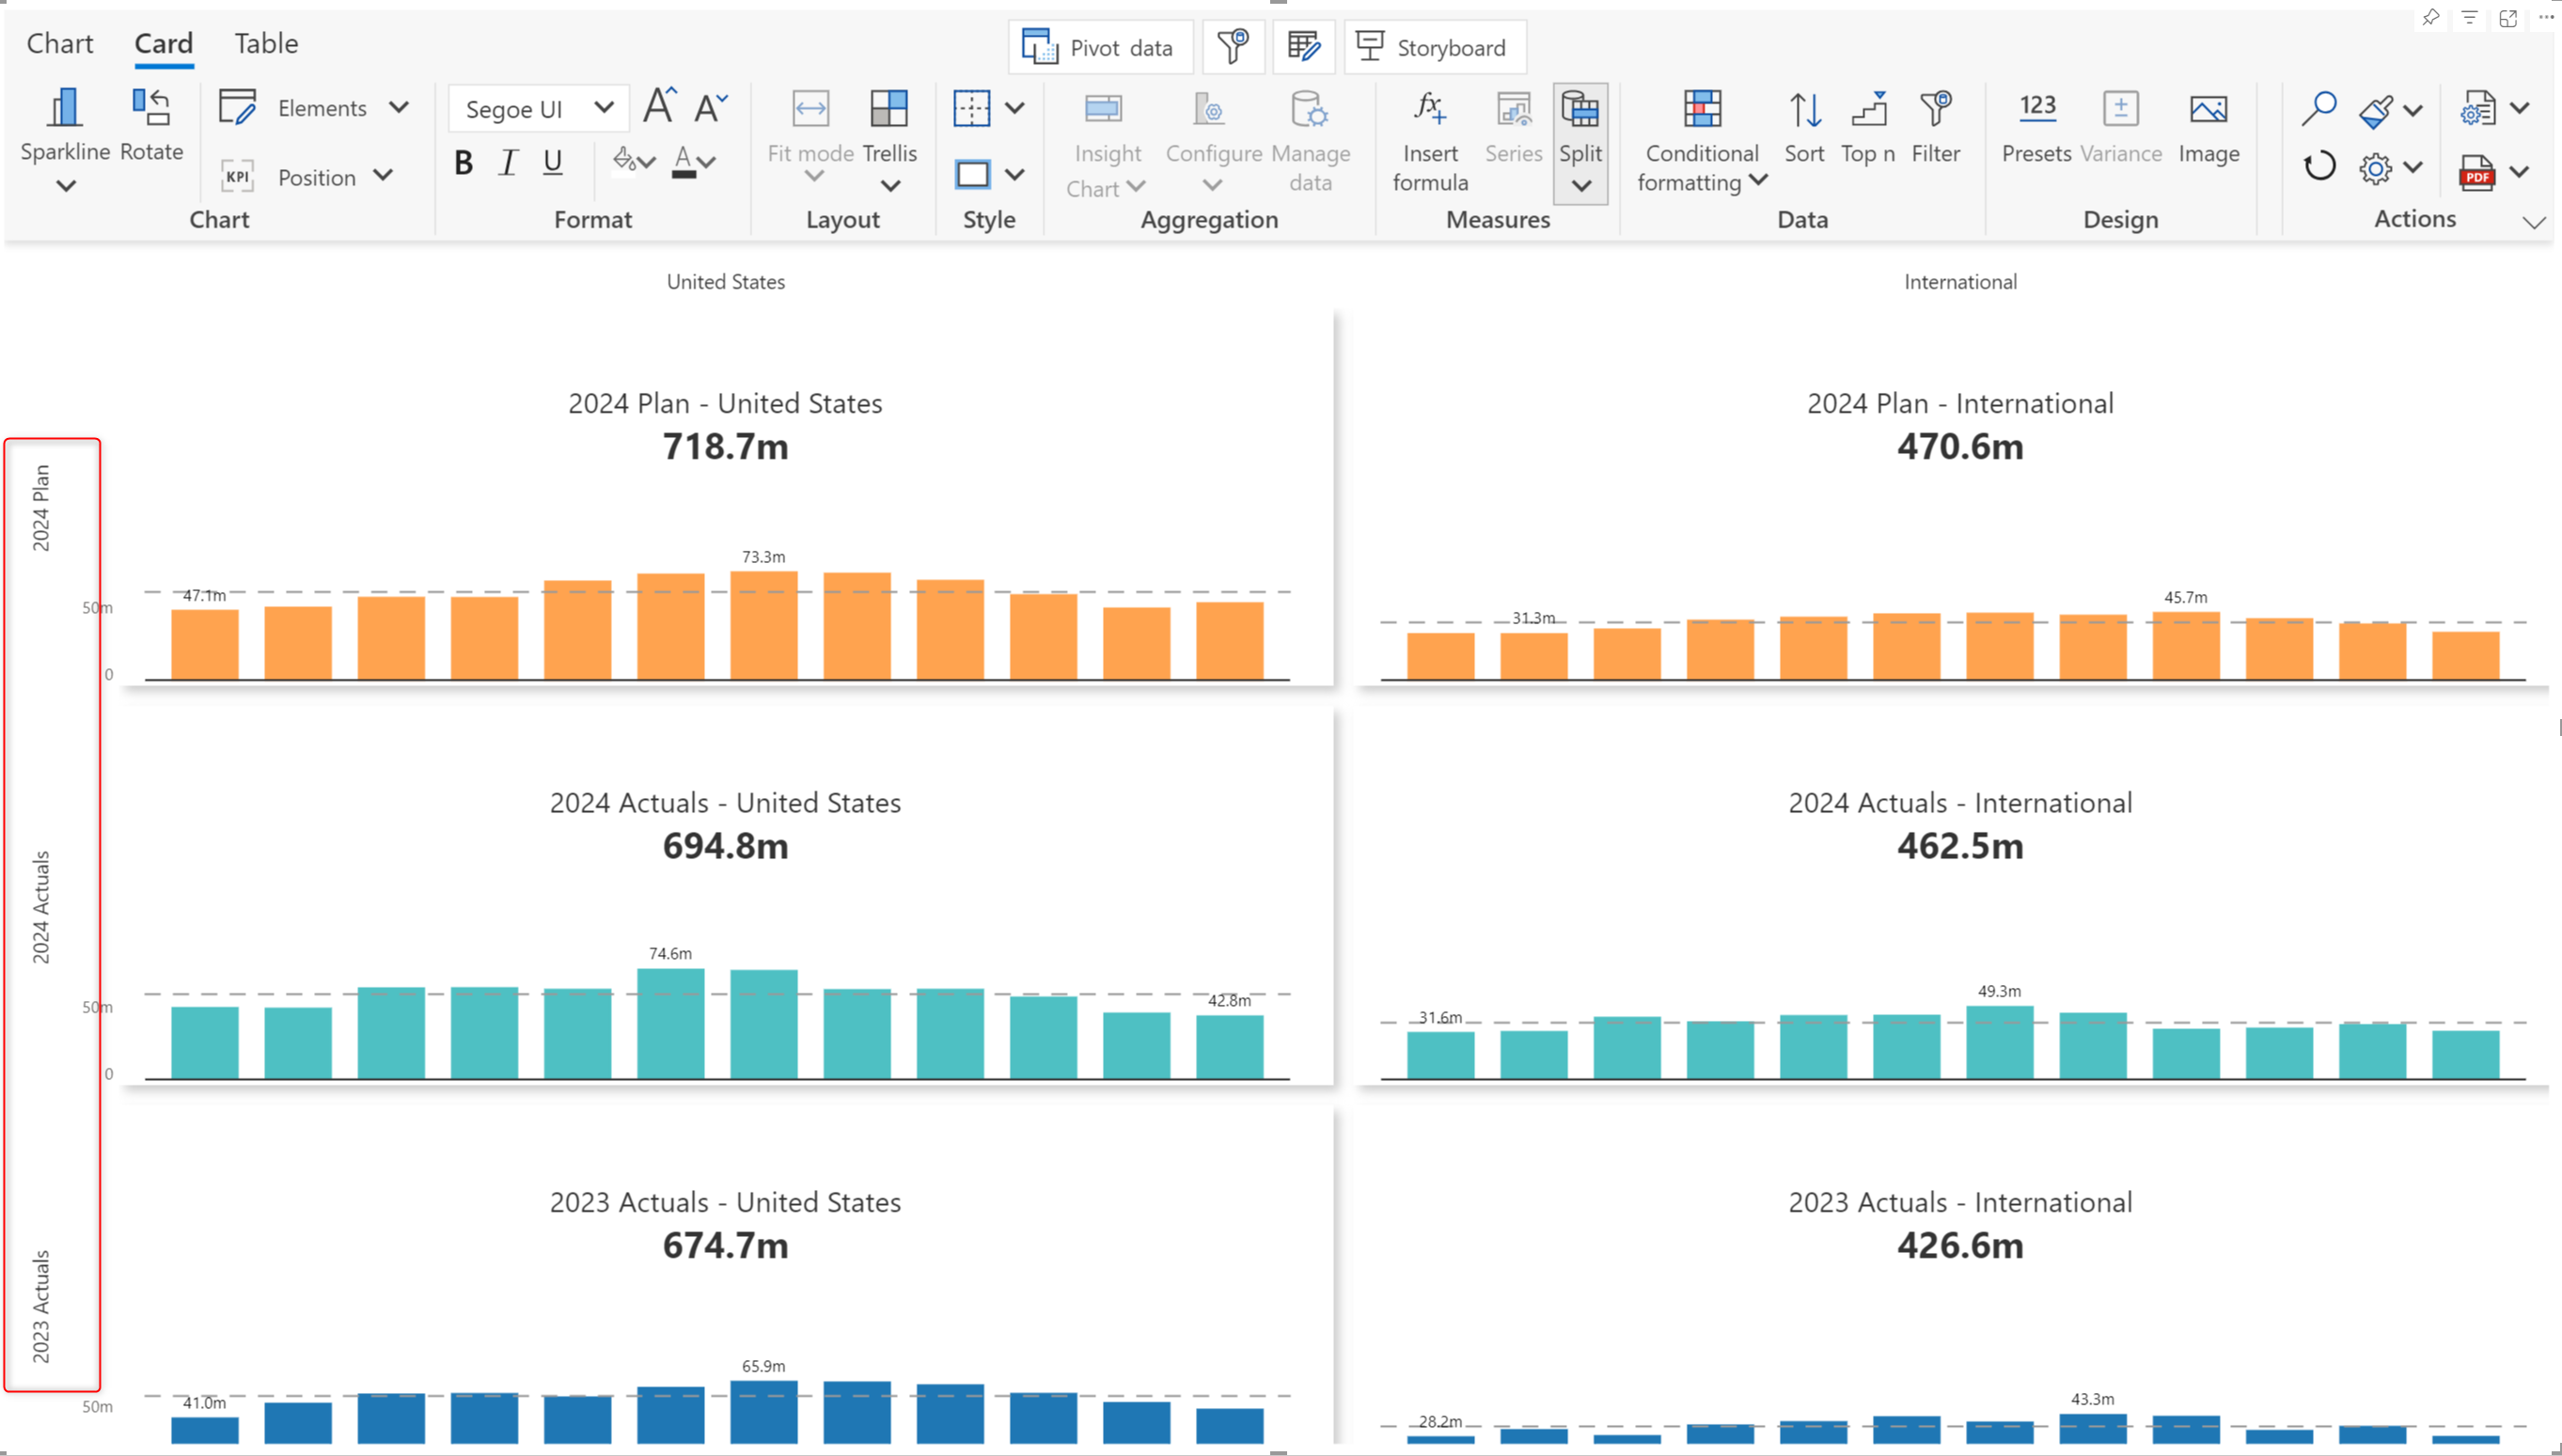 Chart Card Table
Pivot data Storyboard
Sparkline Rotate
Elements
KPI Position
Chart
Segoe UI A A
B I U A
Format
Fit mode Trellis
Layout
Style
Insight Chart
Configure
Manage data
Aggregation
fx Insert formula
Series
Split
Measures
Conditional formatting
Sort
Top n
Filter
Data
123 Presets
Variance
Image
Design
PDF
Actions
United States International
2024 Plan
2024 Plan - United States
718.7m
50m
0
47.1m
73.3m
2024 Plan - International
470.6m
31.3m
45.7m
2024 Actuals
2024 Actuals - United States
694.8m
50m
0
74.6m
42.8m
2024 Actuals - International
462.5m
31.6m
49.3m
2023 Actuals
2023 Actuals - United States
674.7m
50m
41.0m
65.9m
2023 Actuals - International
426.6m
28.2m
43.3m